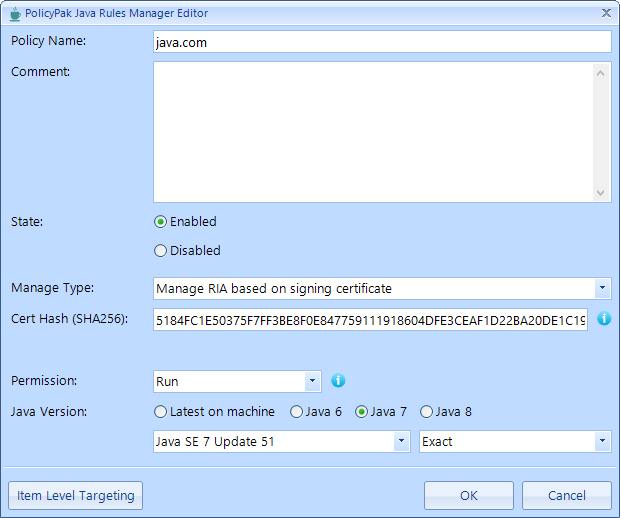 PolicyPak Java Rules Manager Editor
Policy Name: java.com
Comment:
State: Enabled
Disabled
Manage Type: Manage RIA based on signing certificate
Cert Hash (SHA256): 5184FC1E50375F7FF3BE8F0E847759111918604DFE3CEAF1D22BA20DE1C19
Permission: Run
Java Version: Latest on machine Java 6 Java 7 Java 8
Java SE 7 Update 51 Exact
Item Level Targeting OK Cancel